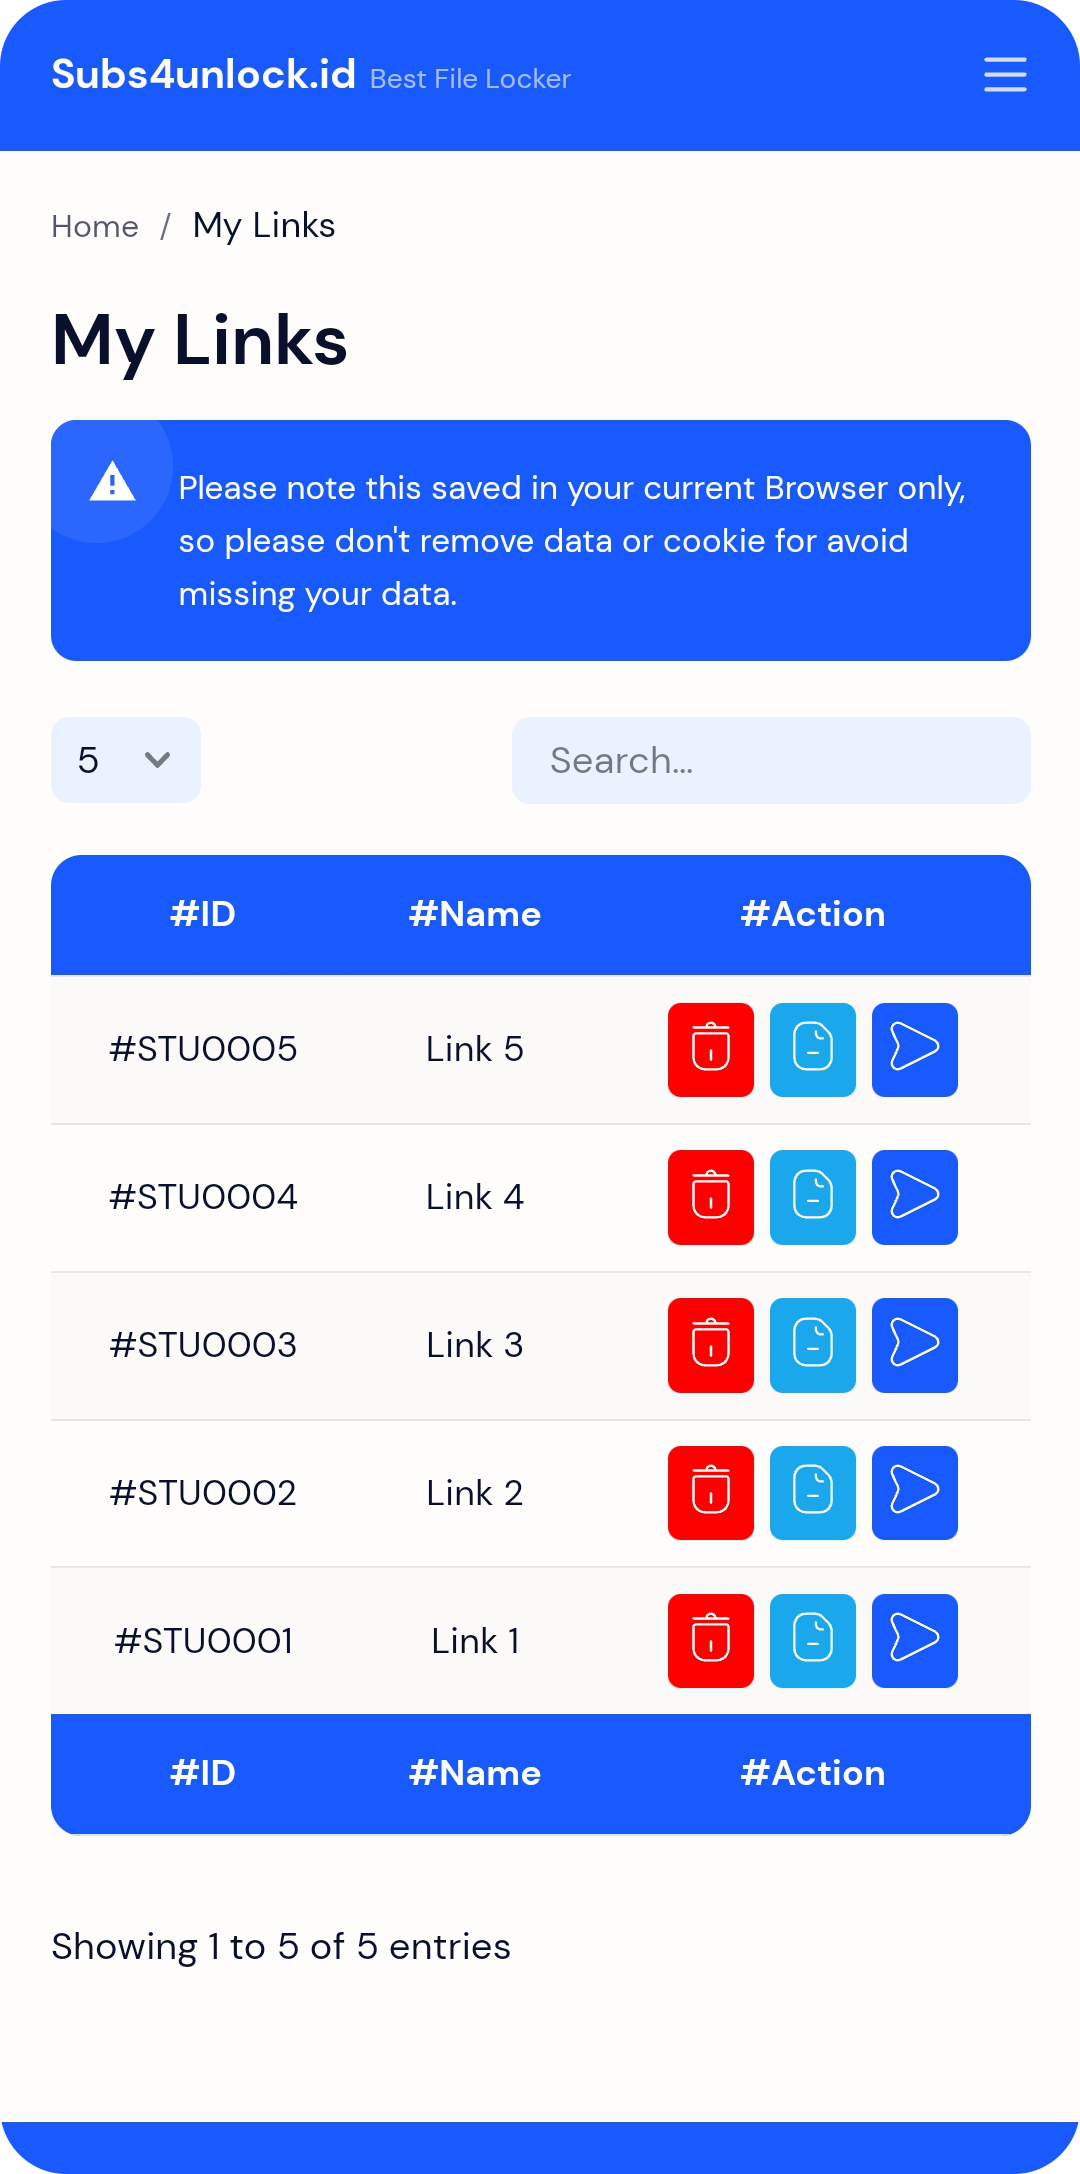 Subs4unlock.id Best File Locker
Home / My Links
My Links
Please note this saved in your current Browser only,
so please don't remove data or cookie for avoid
missing your data.
5 Search...
#ID #Name #Action
#STU0005 Link 5
#STU0004 Link 4
#STU0003 Link 3
#STU0002 Link 2
#STU0001 Link 1
#ID #Name #Action
Showing 1 to 5 of 5 entries